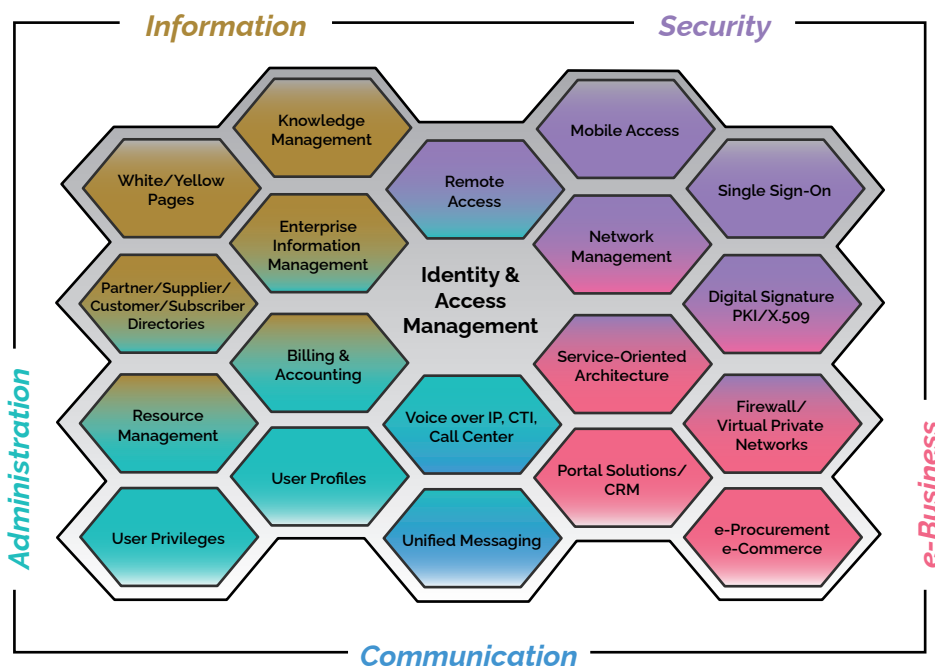 Information
Security
Knowledge
Management
Mobile Access
White/Yellow
Pages
Remote
Access
Single Sign-On
Enterprise
Information
Management
Network
Management
Identity &
Access
Management
Partner/Supplier/
Customer/Subscriber
Directories
Digital Signature
PKI/X.509
Billing &
Accounting
Service-Oriented
Architecture
Resource
Management
Voice over IP, CTI,
Call Center
Firewall/
Virtual Private
Networks
User Profiles
Portal Solutions/
CRM
User Privileges
Unified Messaging
e-Procurement
e-Commerce
Administration
e-Business
Communication